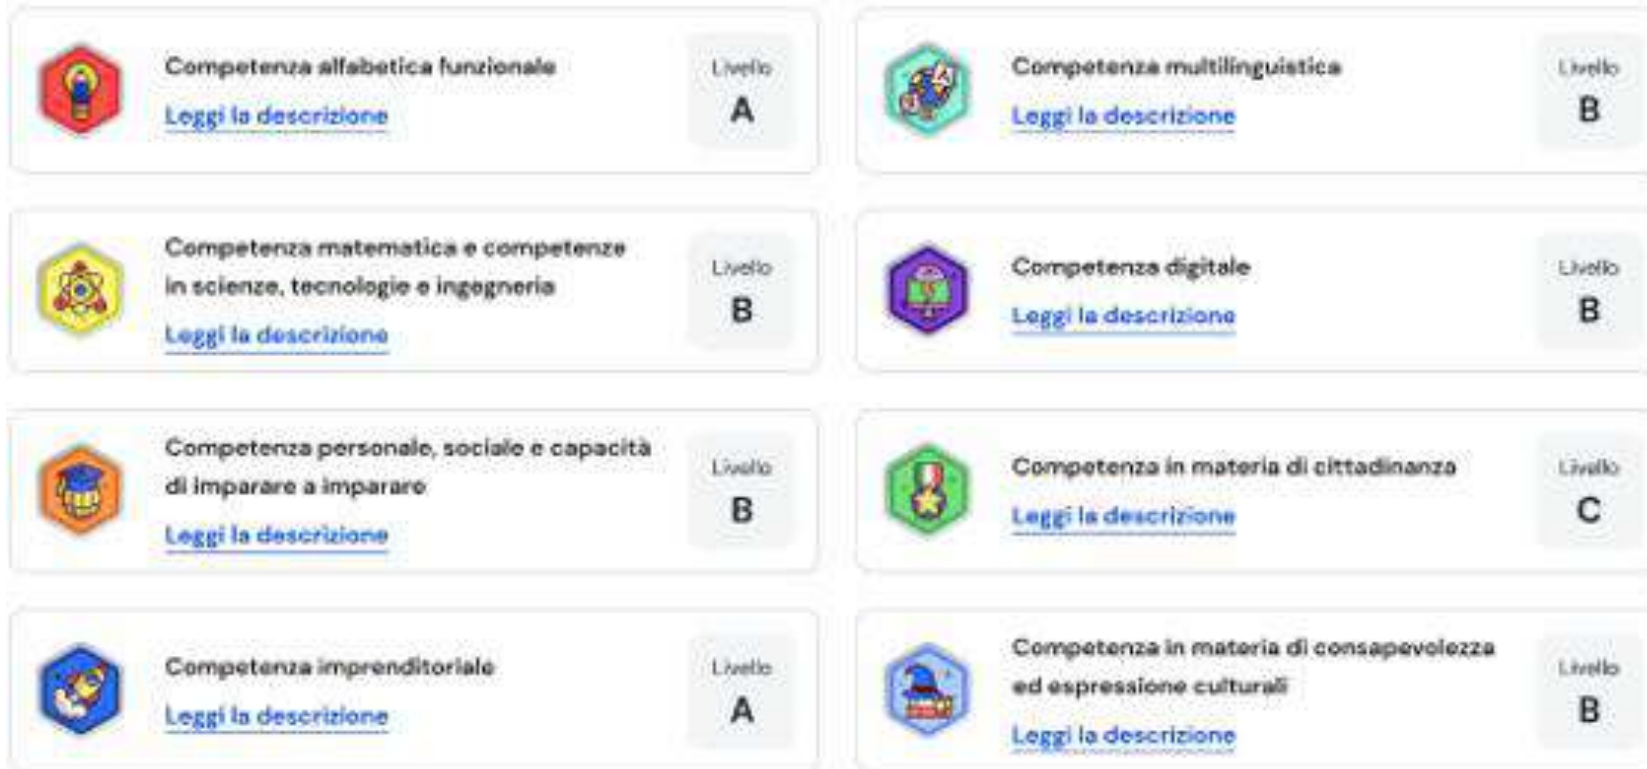 Competenza alfabetica funzionale
Leggi la descrizione
Livello
A
Competenza multilinguistica
Leggi la descrizione
Livello
B
Competenza matematica e competenze
in scienze, tecnologie e ingegneria
Leggi la descrizione
Livello
B
Competenza digitale
Leggi la descrizione
Livello
B
Competenza personale, sociale e capacità
di imparare a imparare
Leggi la descrizione
Livello
B
Competenza in materia di cittadinanza
Leggi la descrizione
Livello
C
Competenza imprenditoriale
Leggi la descrizione
Livello
A
Competenza in materia di consapevolezza
ed espressione culturali
Leggi la descrizione
Livello
B